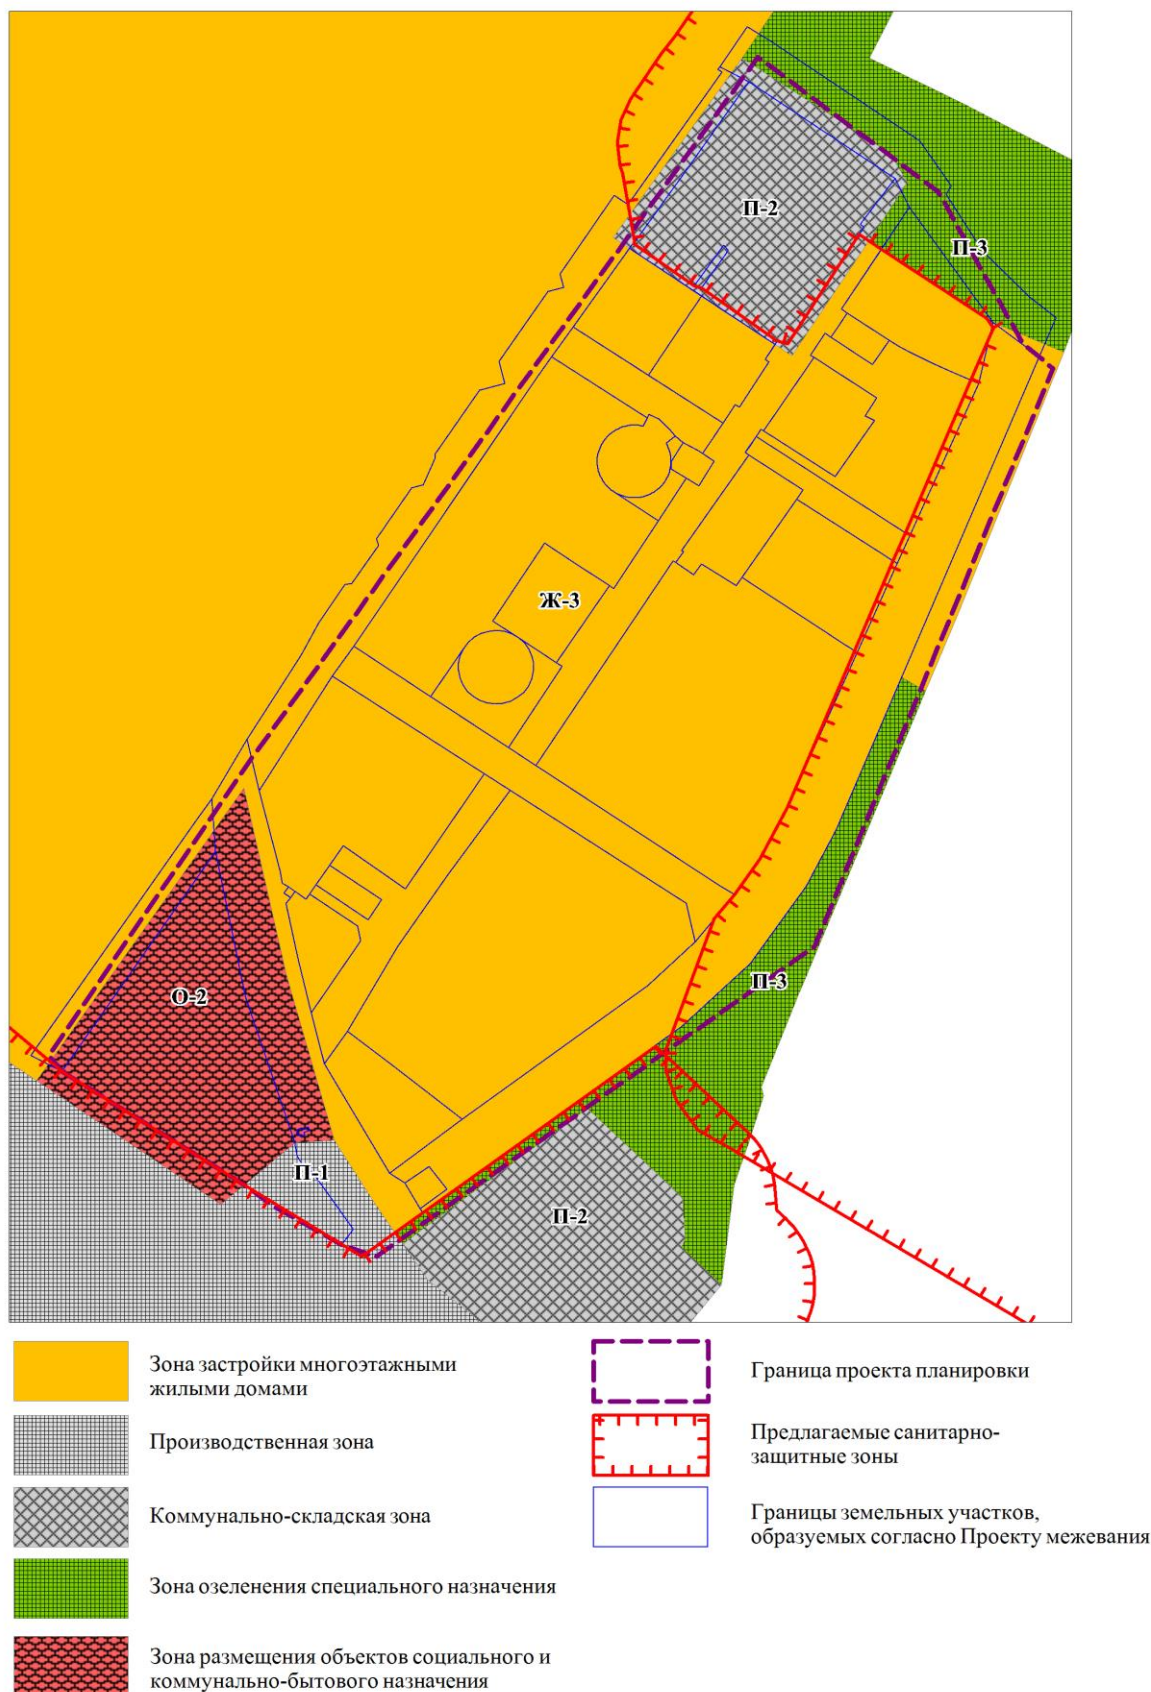 П-2
П-3
Ж-3
О-2
П-3
П-1
П-2
Зона застройки многоэтажными
жилыми домами
Производственная зона
Коммунально-складская зона
Зона озеленения специального назначения
Зона размещения объектов социального и
коммунально-бытового назначения
Граница проекта планировки
Предлагаемые санитарно-
защитные зоны
Границы земельных участков,
образуемых согласно Проекту межевания